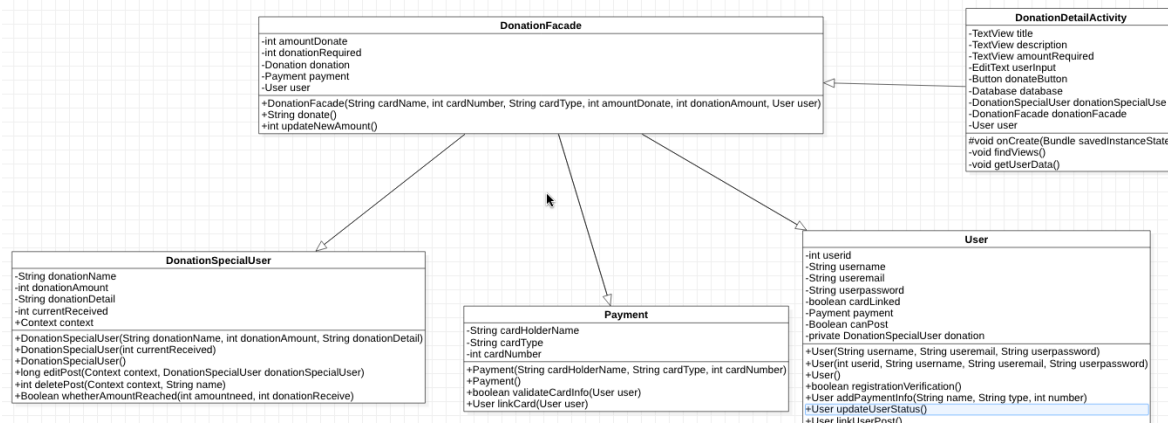 DonationFacade
-int amountDonate
-int donationRequired
-Donation donation
-Payment payment
-User user
+DonationFacade(String cardName, int cardNumber, String cardType, int amountDonate, int donationAmount, User user)
+String donate()
+int updateNewAmount()
DonationDetailActivity
-TextView title
-TextView description
-TextView amountRequired
-EditText userInput
-Button donateButton
-Database database
-DonationSpecialUser donationSpecialUse
-DonationFacade donationFacade
-User user
#void onCreate(Bundle savedInstanceState
-void findViews()
-void getUserData()
DonationSpecialUser
-String donationName
-int donationAmount
-String donationDetail
-int currentReceived
+Context context
+DonationSpecialUser(String donationName, int donationAmount, String donationDetail)
+DonationSpecialUser(int currentReceived)
+DonationSpecialUser()
+long editPost(Context context, DonationSpecialUser donationSpecialUser)
+int deletePost(Context context, String name)
+Boolean whetherAmountReached(int amountneed, int donationReceive)
Payment
-String cardHolderName
-String cardType
-int cardNumber
+Payment(String cardHolderName, String cardType, int cardNumber)
+Payment()
+boolean validateCardInfo(User user)
+User linkCard(User user)
User
-int userid
-String username
-String useremail
-String userpassword
-boolean cardLinked
-Payment payment
-Boolean canPost
-private DonationSpecialUser donation
+User(String username, String useremail, String userpassword)
+User(int userid, String username, String useremail, String userpassword)
+User()
+boolean registrationVerification()
+User addPaymentInfo(String name, String type, int number)
+User updateUserStatus()
+User linkUserPost()